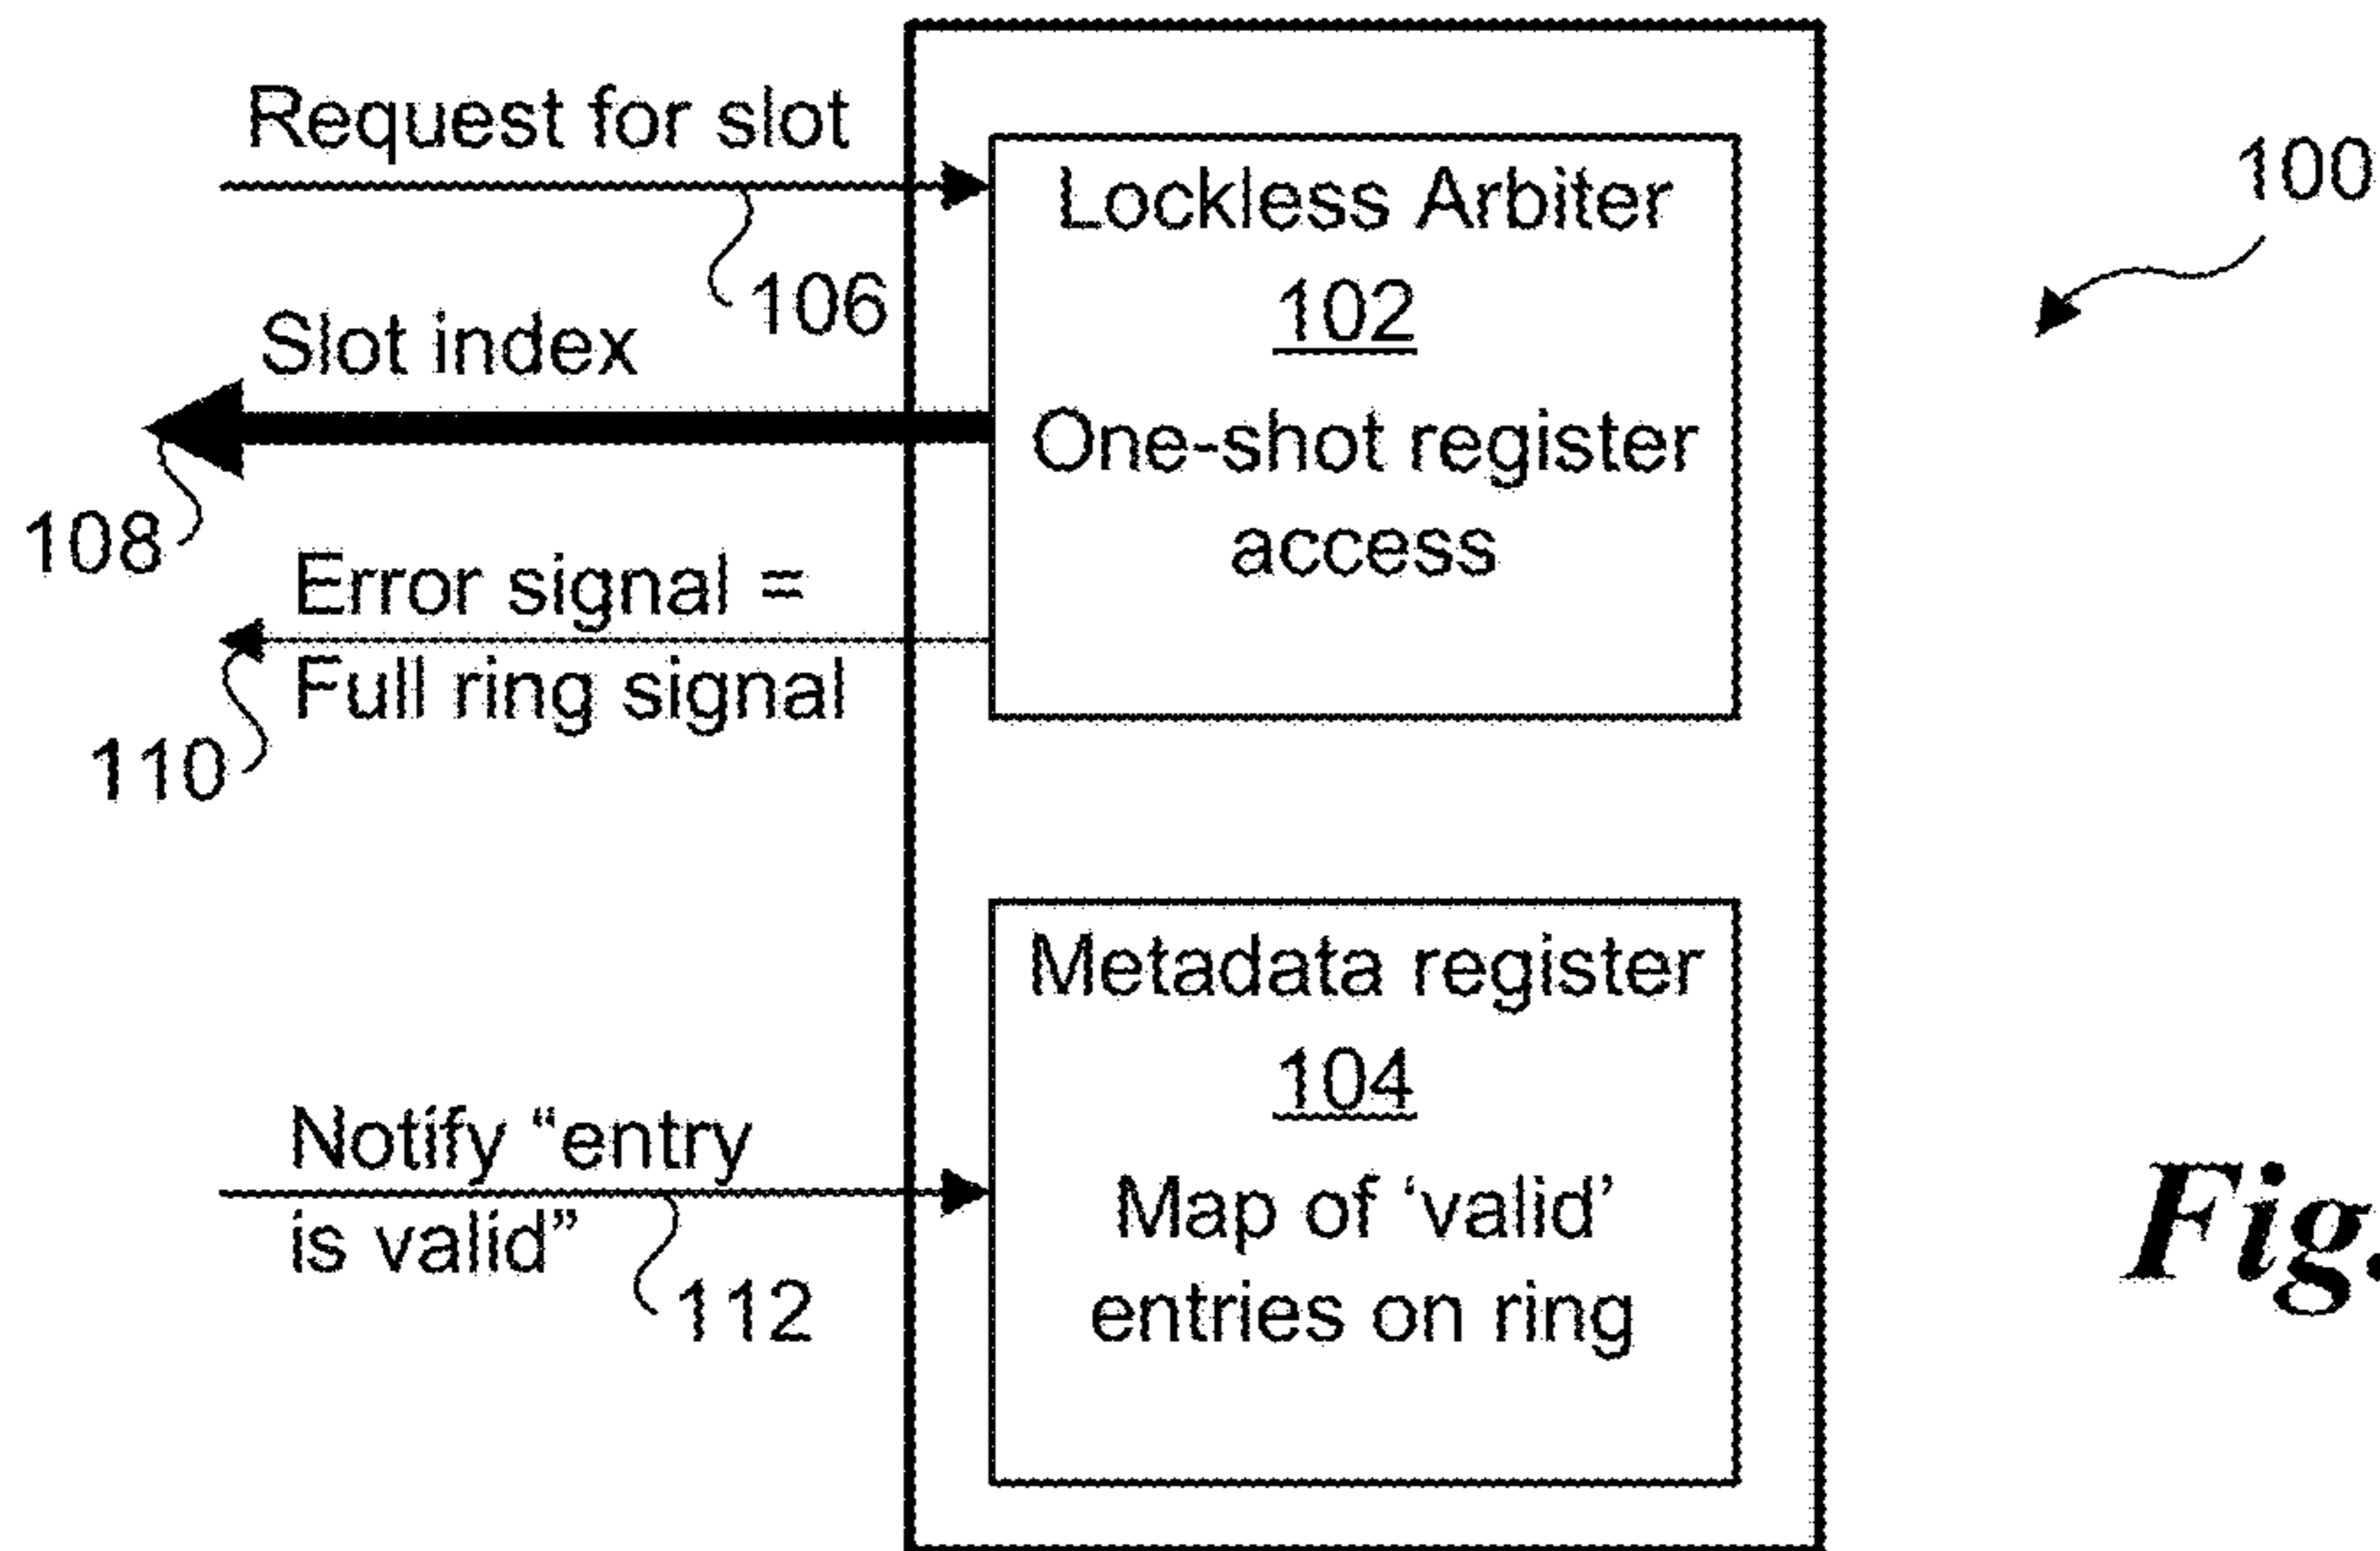 Request for slot
106
Slot index
108
Error signal =
Full ring signal
110
Notify “entry
is valid”
112
Lockless Arbiter
102
One-shot register
access
Metadata register
104
Map of ‘valid’
entries on ring
100
Fig.